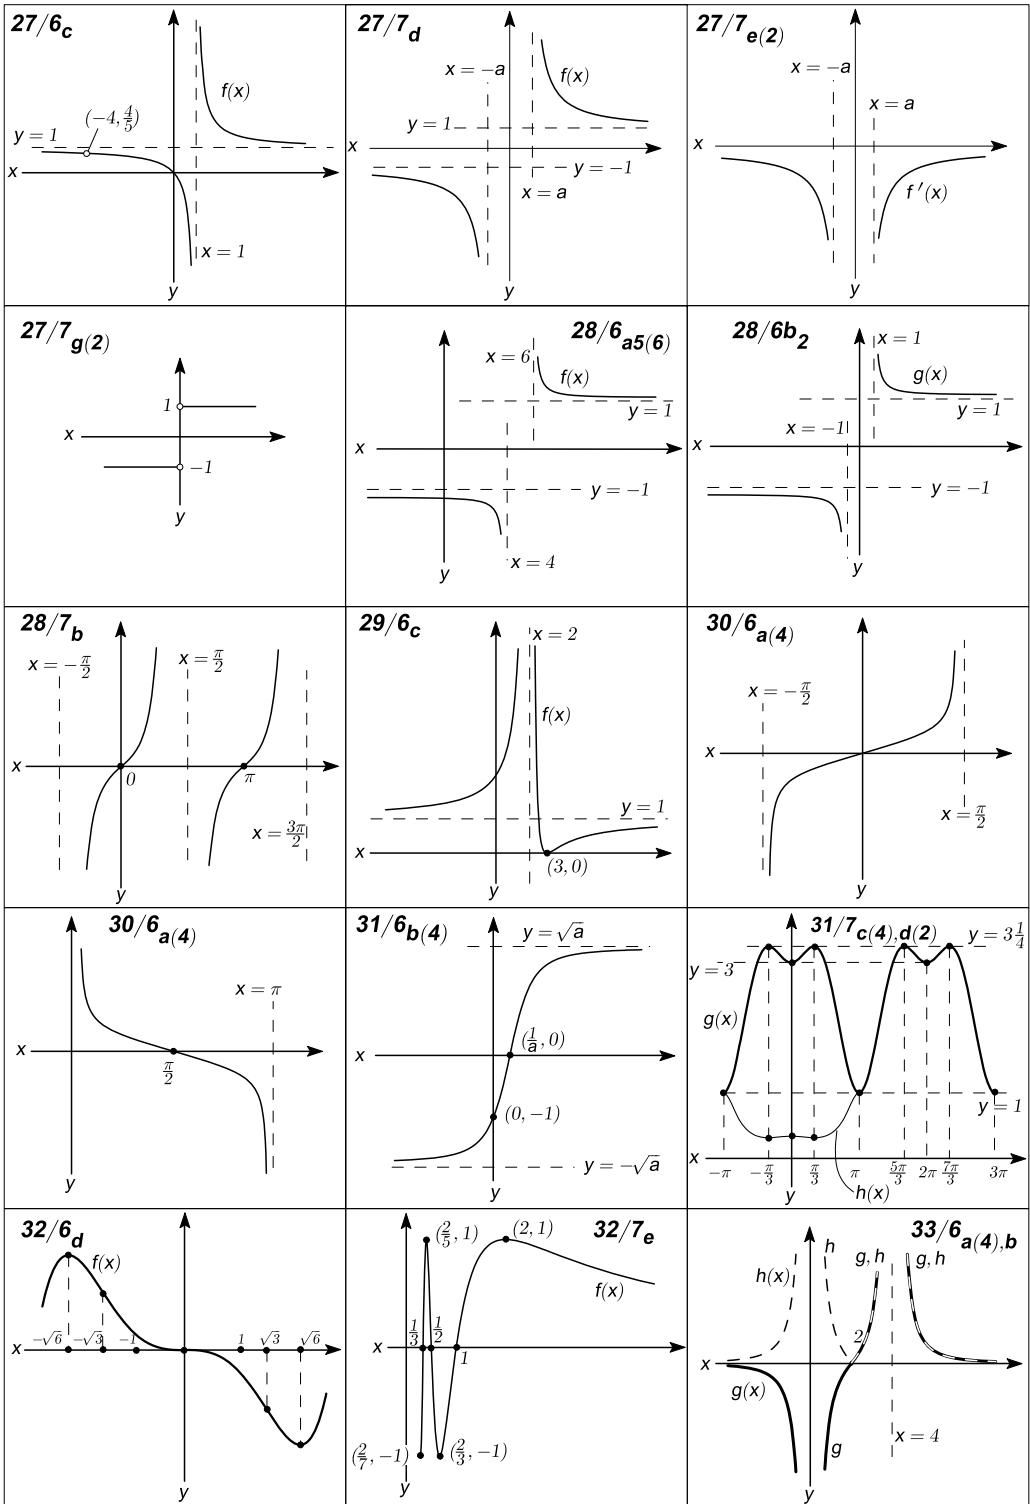 27/6c
f(x)
(−4, 4/5)
y = 1
x
x = 1
y
27/7d
x = −a
f(x)
y = 1
x
y = −1
x = a
y
27/7e(2)
x = −a
x = a
x
f ′(x)
y
27/7g(2)
1
x
−1
y
28/6a5(6)
x = 6
f(x)
y = 1
x
y = −1
x = 4
y
28/6b2
x = 1
g(x)
y = 1
x = −1
x
y = −1
y
28/7b
x = −π/2
x = π/2
x
0
π
x = 3π/2
y
29/6c
x = 2
f(x)
y = 1
x
(3, 0)
y
30/6a(4)
x = −π/2
x
x = π/2
y
30/6a(4)
x = π
x
π/2
y
31/6b(4)
y = √a
(1/a, 0)
x
(0, −1)
y = −√a
y
31/7c(4),d(2)
y = 3 1/4
y = 3
g(x)
y = 1
x
−π
−π/3
π/3
π
5π/3
2π
7π/3
3π
h(x)
y
32/6d
f(x)
−√6
−√3
−1
1
√3
√6
x
y
32/7e
(2/5, 1)
(2, 1)
f(x)
1/3
1/2
x
1
(2/7, −1)
(2/3, −1)
y
33/6a(4),b
h
g, h
g, h
h(x)
2
x
g(x)
x = 4
g
y